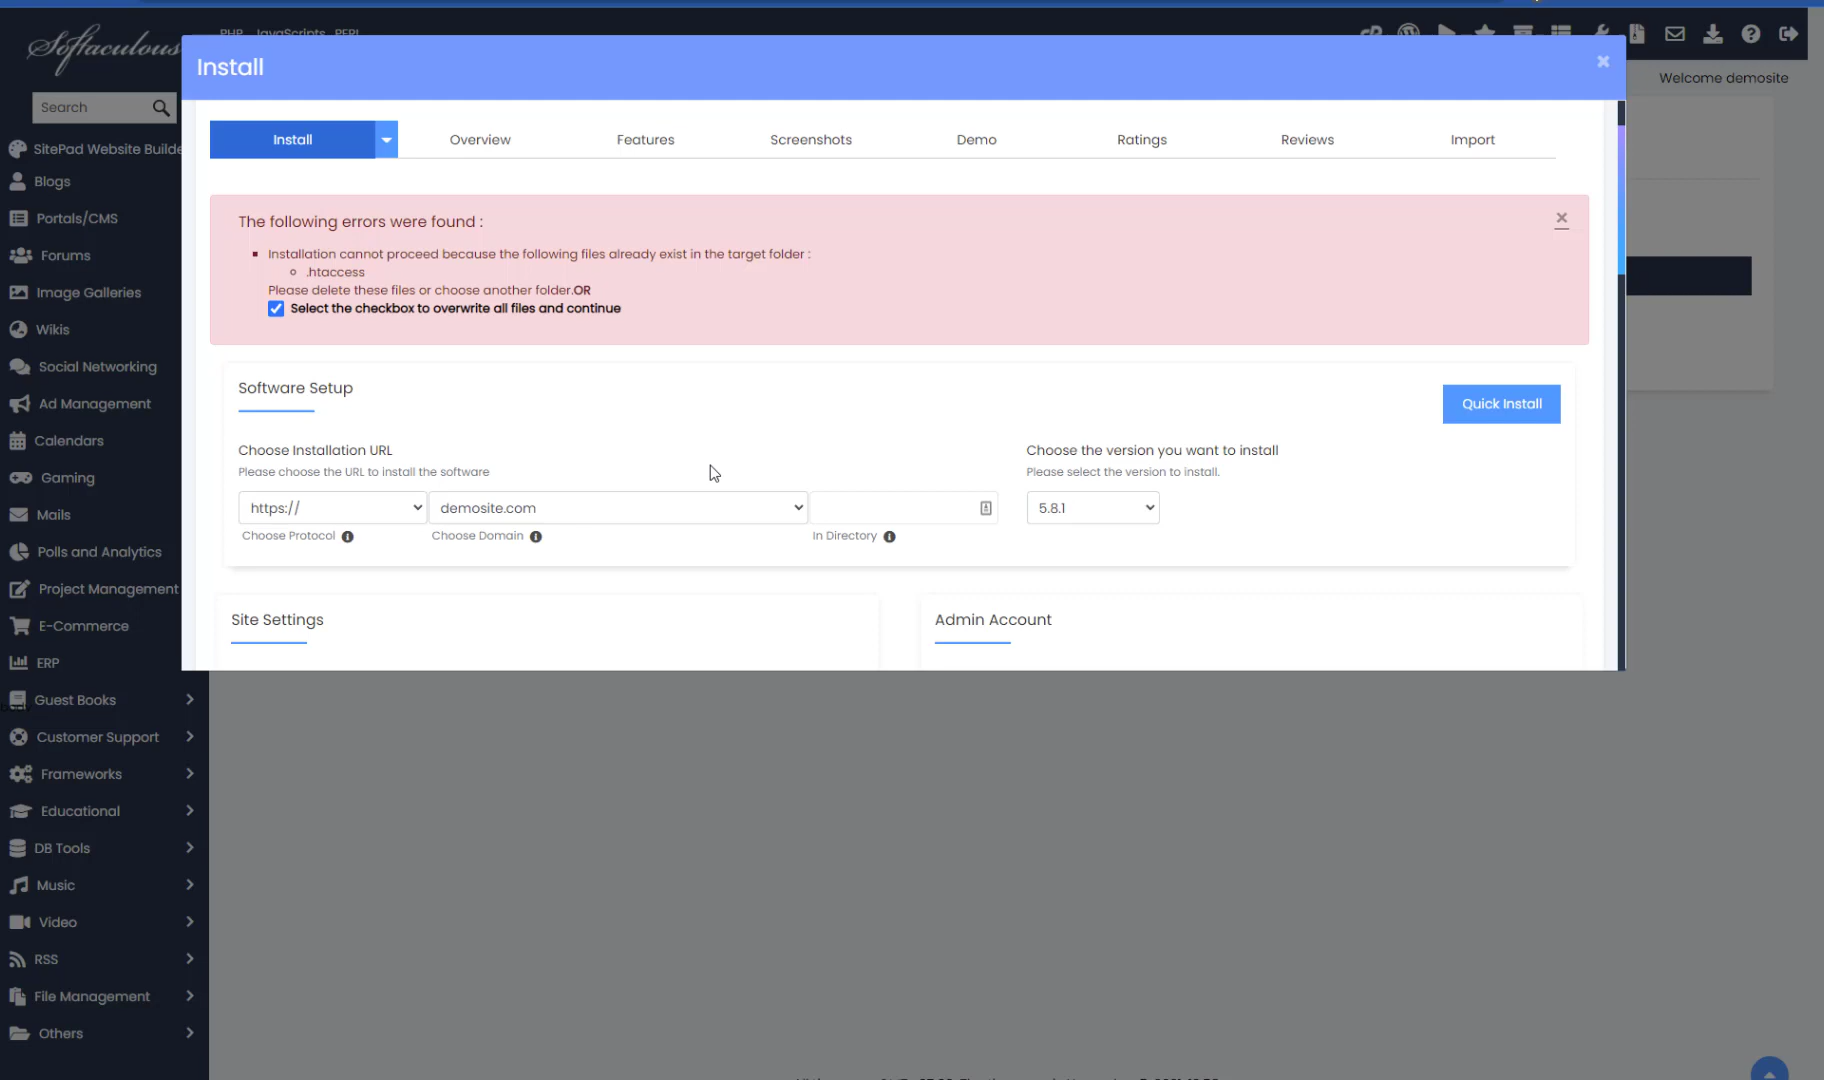 Softaculous
PHP JavaScripts PERL
Install
Search
Welcome demosite
Install
Overview
Features
Screenshots
Demo
Ratings
Reviews
Import
SitePad Website Builde
Blogs
Portals/CMS
Forums
Image Galleries
Wikis
Social Networking
Ad Management
Calendars
Gaming
Mails
Polls and Analytics
Project Management
E-Commerce
ERP
Guest Books
Customer Support
Frameworks
Educational
DB Tools
Music
Video
RSS
File Management
Others
The following errors were found :
Installation cannot proceed because the following files already exist in the target folder :
.htaccess
Please delete these files or choose another folder.OR
Select the checkbox to overwrite all files and continue
Software Setup
Quick Install
Choose Installation URL
Please choose the URL to install the software
https://
demosite.com
Choose Protocol
Choose Domain
In Directory
Choose the version you want to install
Please select the version to install.
5.8.1
Site Settings
Admin Account